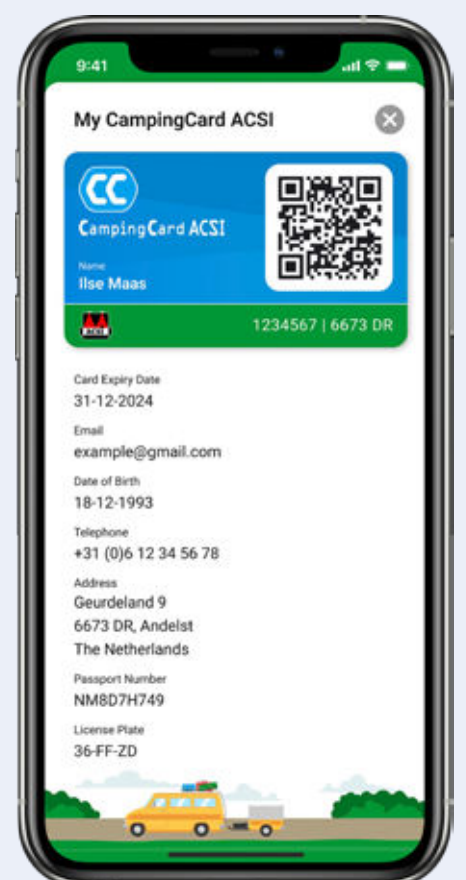 9:41
My CampingCard ACSI
CC
CampingCard ACSI
Name
Ilse Maas
ACSI
1234567 | 6673 DR
Card Expiry Date
31-12-2024
Email
example@gmail.com
Date of Birth
18-12-1993
Telephone
+31 (0)6 12 34 56 78
Address
Geurdeland 9
6673 DR, Andelst
The Netherlands
Passport Number
NM8D7H749
License Plate
36-FF-ZD